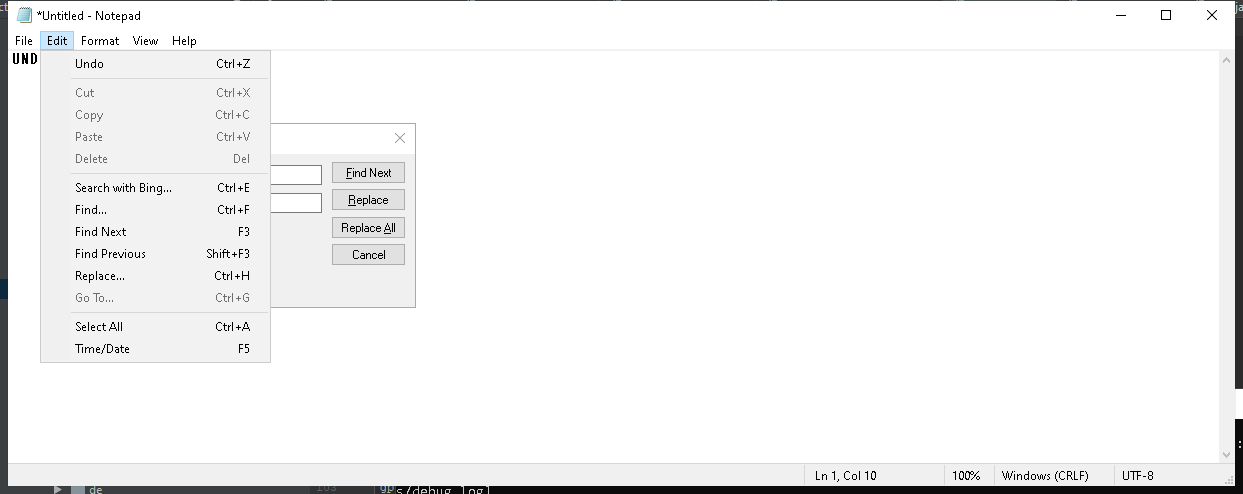 *Untitled - Notepad
File Edit Format View Help
UND
Undo Ctrl+Z
Cut Ctrl+X
Copy Ctrl+C
Paste Ctrl+V
Delete Del
Search with Bing... Ctrl+E
Find... Ctrl+F
Find Next F3
Find Previous Shift+F3
Replace... Ctrl+H
Go To... Ctrl+G
Select All Ctrl+A
Time/Date F5
Find Next
Replace
Replace All
Cancel
Ln 1, Col 10 100% Windows (CRLF) UTF-8
de